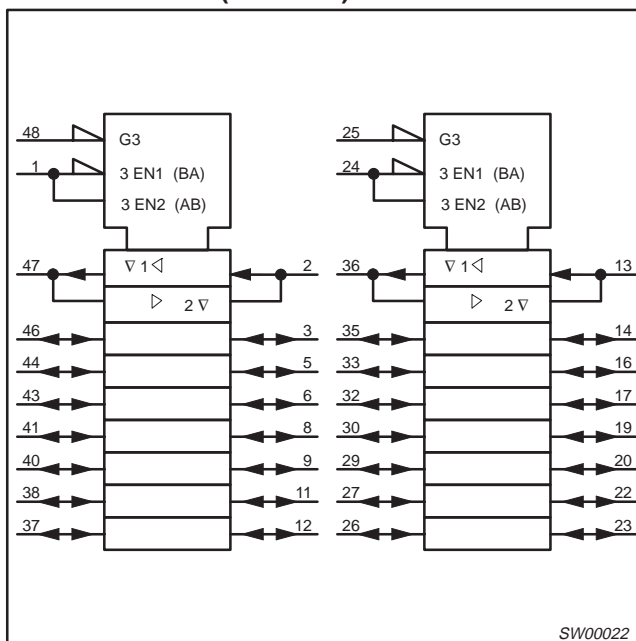 48 G3
1 3 EN1 (BA)
3 EN2 (AB)
47 ∇ 1 ◁ 2
▷ 2 ∇
46 3
44 5
43 6
41 8
40 9
38 11
37 12
25 G3
24 3 EN1 (BA)
3 EN2 (AB)
36 ∇ 1 ◁ 13
▷ 2 ∇
35 14
33 16
32 17
30 19
29 20
27 22
26 23
SW00022